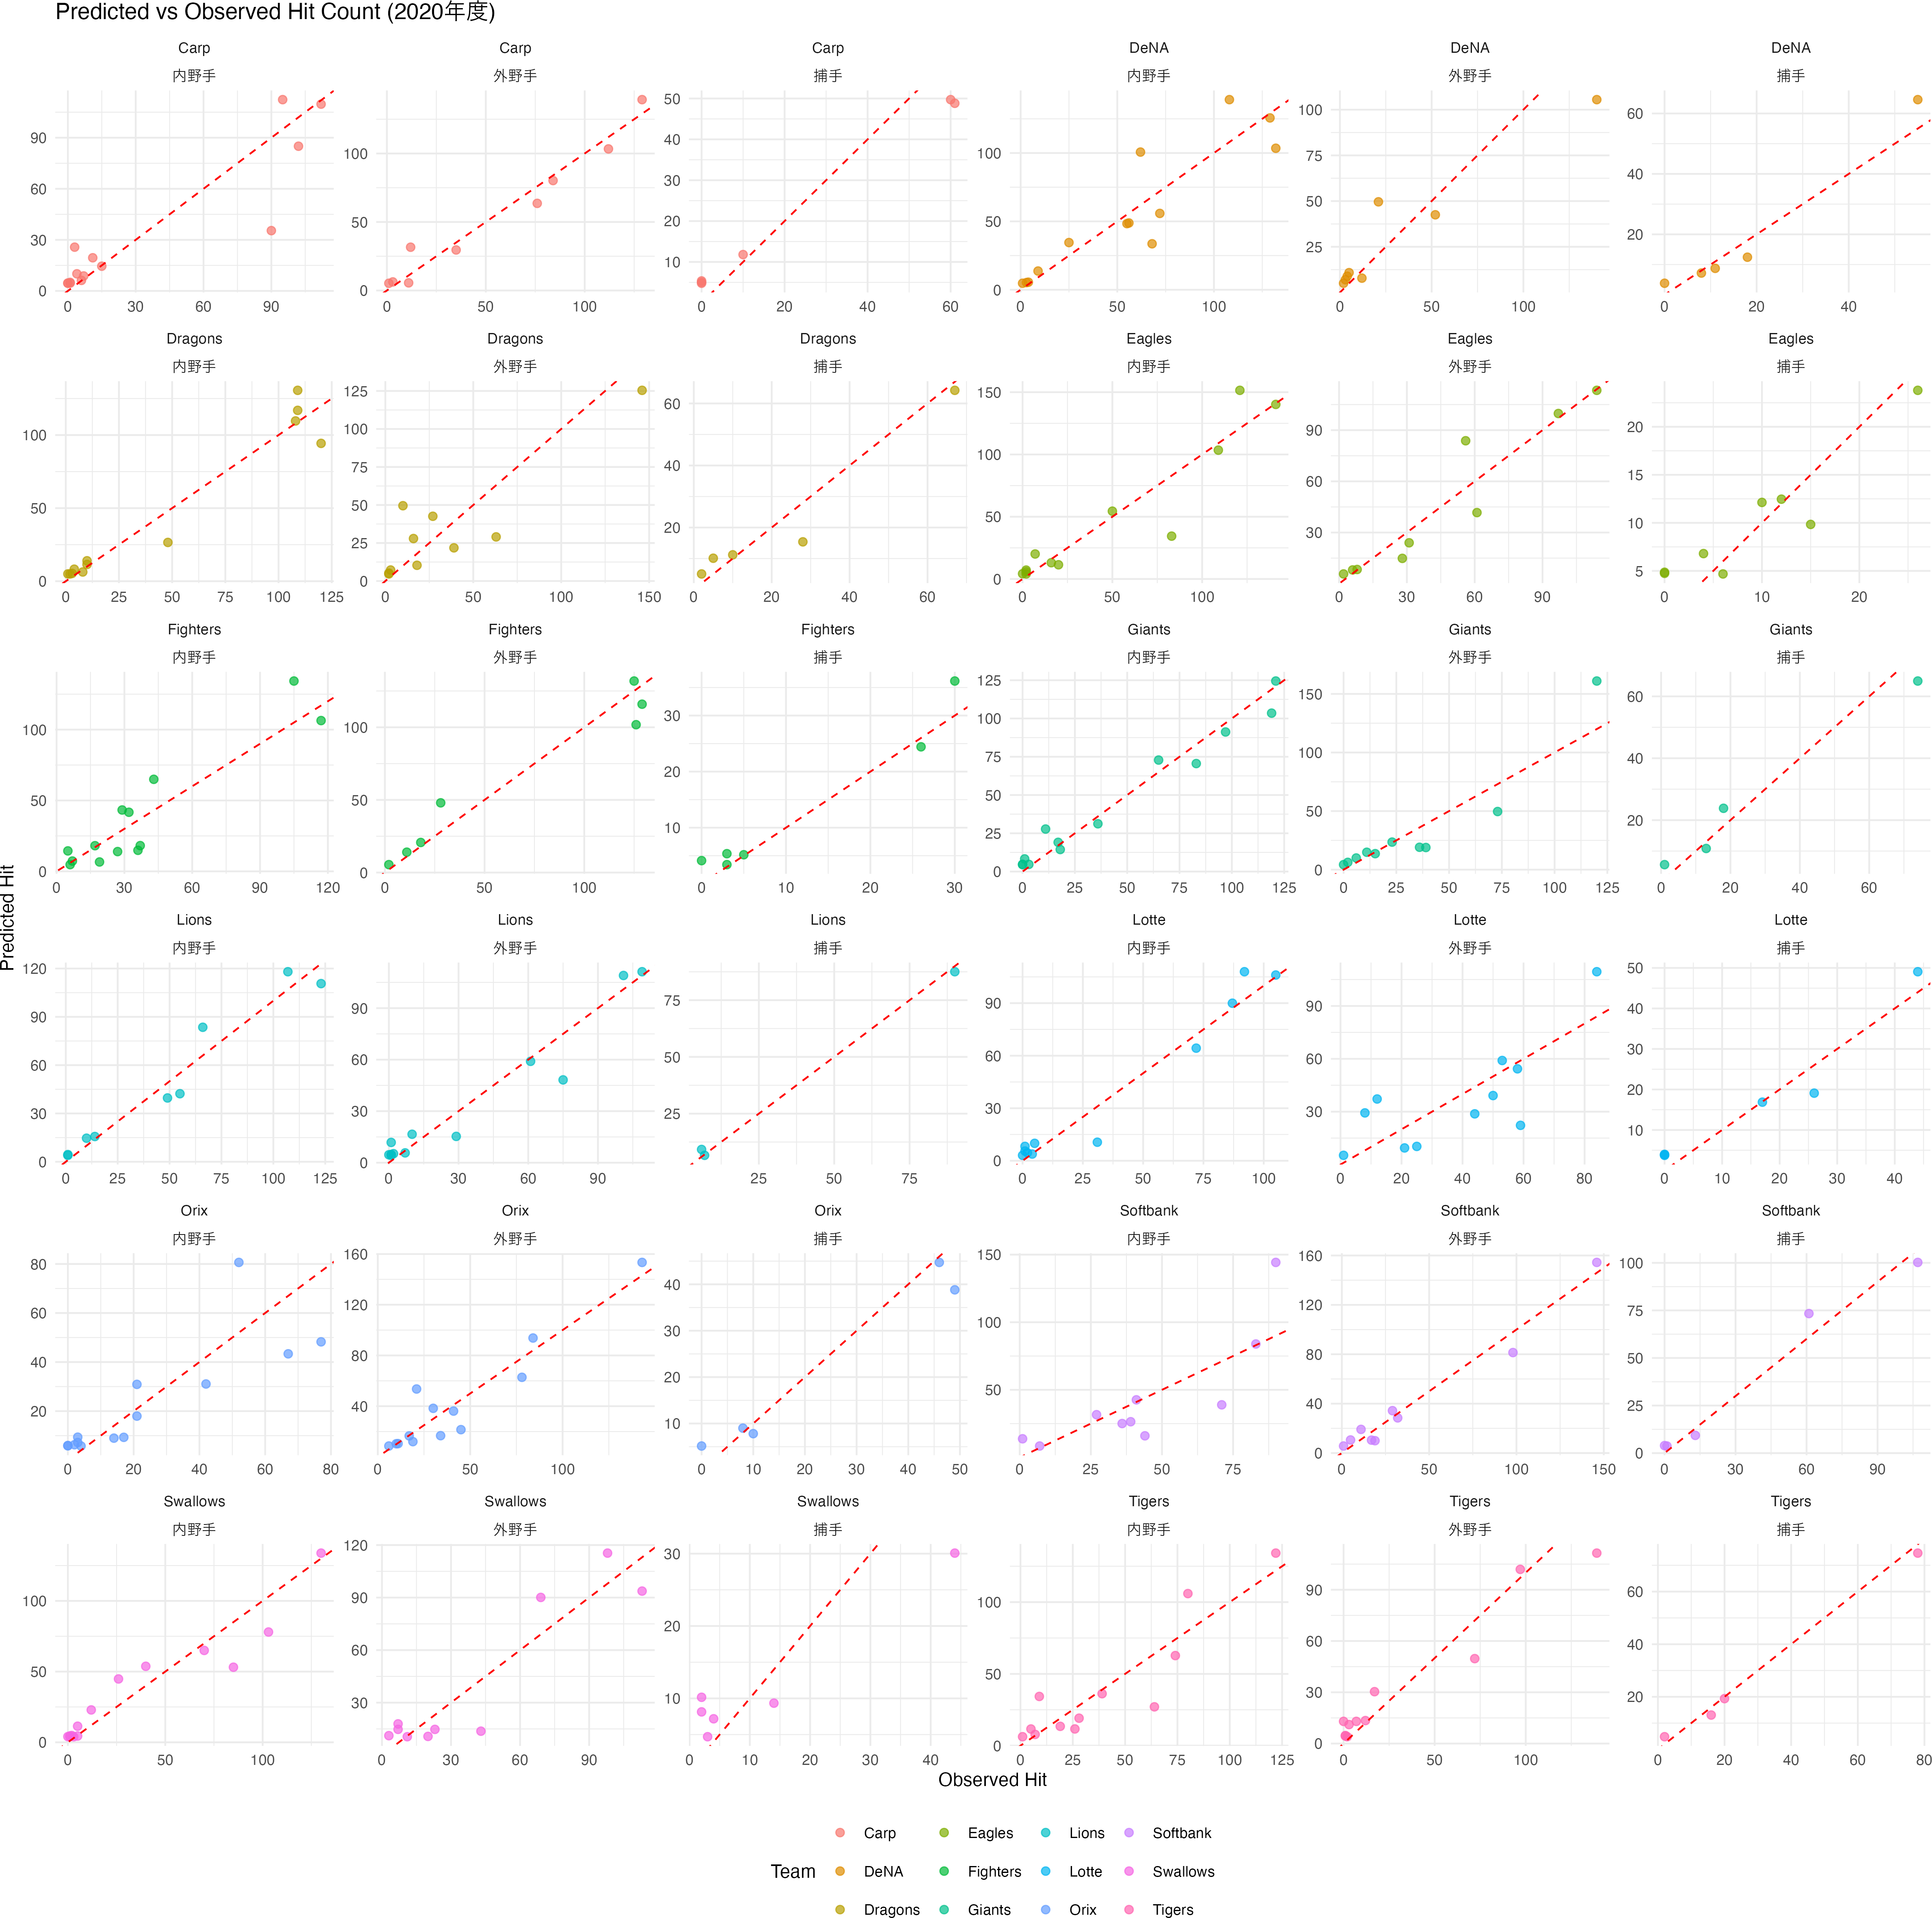 Predicted vs Observed Hit Count (2020年度)
Carp Carp Carp DeNA DeNA DeNA
内野手 外野手 捕手 内野手 外野手 捕手
90 60 30 0
100 50 0
50 40 30 20 10
100 50 0
100 75 50 25
60 40 20
0 30 60 90
0 50 100
0 20 40 60
0 50 100
0 50 100
0 20 40
Dragons Dragons Dragons Eagles Eagles Eagles
内野手 外野手 捕手 内野手 外野手 捕手
100 50 0
125 100 75 50 25 0
60 40 20
150 100 50 0
90 60 30
20 15 10 5
0 25 50 75 100 125
0 50 100 150
0 20 40 60
0 50 100
0 30 60 90
0 10 20
Fighters Fighters Fighters Giants Giants Giants
内野手 外野手 捕手 内野手 外野手 捕手
100 50 0
100 50 0
30 20 10
125 100 75 50 25 0
150 100 50 0
60 40 20
0 30 60 90 120
0 50 100
0 10 20 30
0 25 50 75 100 125
0 25 50 75 100 125
0 20 40 60
Predicted Hit
Lions Lions Lions Lotte Lotte Lotte
内野手 外野手 捕手 内野手 外野手 捕手
120 90 60 30 0
90 60 30 0
75 50 25
90 60 30 0
90 60 30
50 40 30 20 10
0 25 50 75 100 125
0 30 60 90
25 50 75
0 25 50 75 100
0 20 40 60 80
0 10 20 30 40
Orix Orix Orix Softbank Softbank Softbank
内野手 外野手 捕手 内野手 外野手 捕手
80 60 40 20
160 120 80 40
40 30 20 10
150 100 50
160 120 80 40 0
100 75 50 25 0
0 20 40 60 80
0 50 100
0 10 20 30 40 50
0 25 50 75
0 50 100 150
0 30 60 90
Swallows Swallows Swallows Tigers Tigers Tigers
内野手 外野手 捕手 内野手 外野手 捕手
100 50 0
120 90 60 30
30 20 10
100 50 0
90 60 30 0
60 40 20
0 50 100
0 30 60 90
0 10 20 30 40
0 25 50 75 100 125
0 50 100
0 20 40 60 80
Observed Hit
Carp Eagles Lions Softbank
Team DeNA Fighters Lotte Swallows
Dragons Giants Orix Tigers